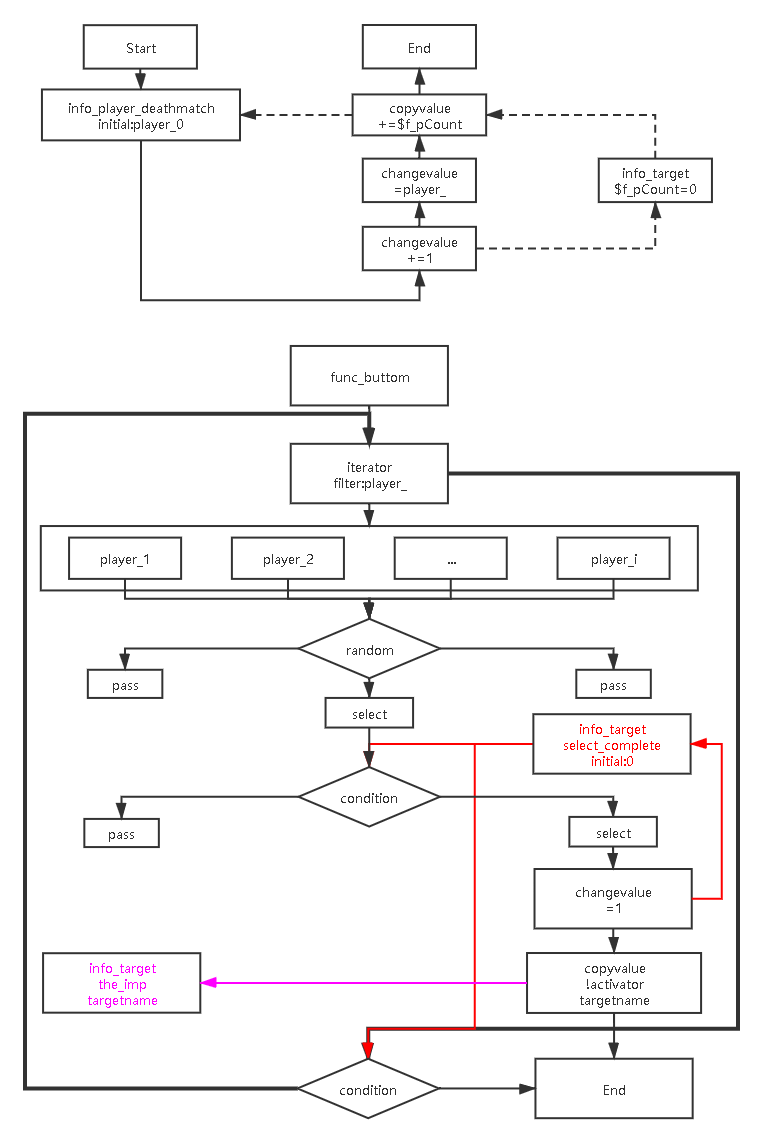 Start
End
info_player_deathmatch
initial:player_0
copyvalue
+=$f_pCount
changevalue
=player_
info_target
$f_pCount=0
changevalue
+=1
func_buttom
iterator
filter:player_
player_1
player_2
...
player_i
random
pass
pass
select
info_target
select_complete
initial:0
condition
pass
select
changevalue
=1
info_target
the_imp
targetname
copyvalue
!activator
targetname
condition
End